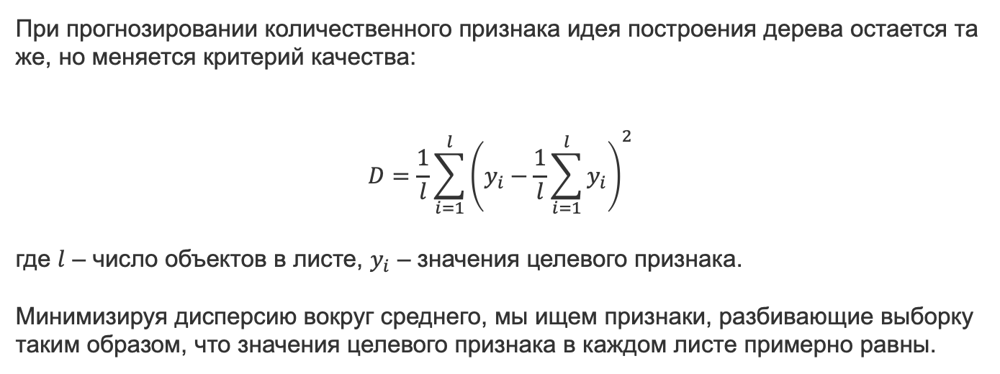 При прогнозировании количественного признака идея построения дерева остается та
же, но меняется критерий качества:
$D = \frac{1}{l} \sum_{i=1}^{l} \left( y_i - \frac{1}{l} \sum_{i=1}^{l} y_i \right)^2$
где $l$ – число объектов в листе, $y_i$ – значения целевого признака.
Минимизируя дисперсию вокруг среднего, мы ищем признаки, разбивающие выборку
таким образом, что значения целевого признака в каждом листе примерно равны.